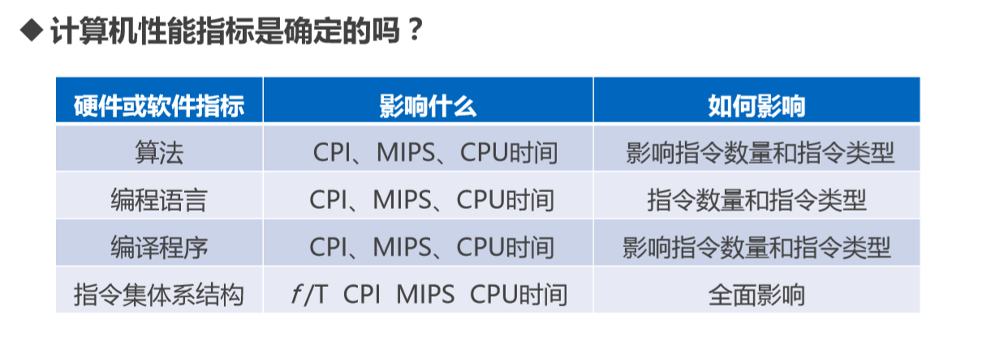 ◆ 计算机性能指标是确定的吗？
硬件或软件指标 影响什么 如何影响
算法 CPI、MIPS、CPU时间 影响指令数量和指令类型
编程语言 CPI、MIPS、CPU时间 指令数量和指令类型
编译程序 CPI、MIPS、CPU时间 影响指令数量和指令类型
指令集体系结构 f/T CPI MIPS CPU时间 全面影响